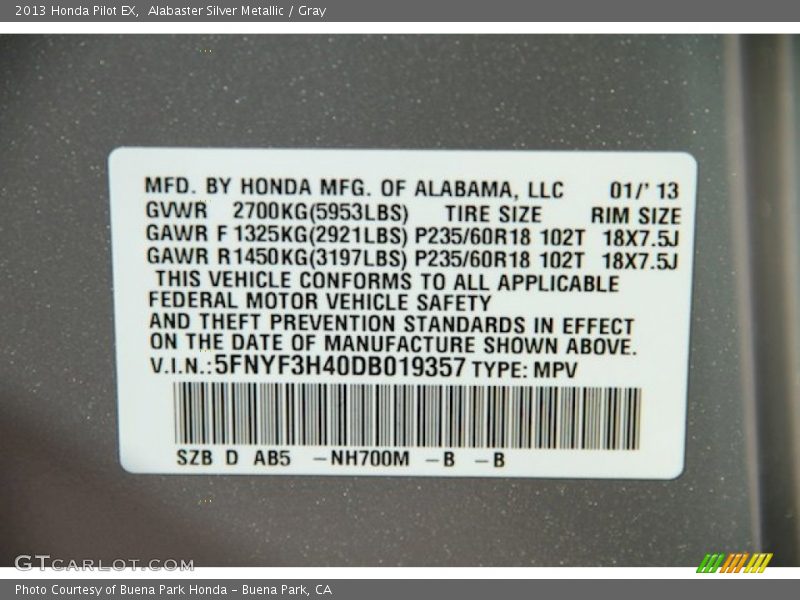 2013 Honda Pilot EX, Alabaster Silver Metallic / Gray
MFD. BY HONDA MFG. OF ALABAMA, LLC 01/' 13
GVWR 2700KG(5953LBS) TIRE SIZE RIM SIZE
GAWR F 1325KG(2921LBS) P235/60R18 102T 18X7.5J
GAWR R1450KG(3197LBS) P235/60R18 102T 18X7.5J
THIS VEHICLE CONFORMS TO ALL APPLICABLE
FEDERAL MOTOR VEHICLE SAFETY
AND THEFT PREVENTION STANDARDS IN EFFECT
ON THE DATE OF MANUFACTURE SHOWN ABOVE.
V.I.N.: 5FNYF3H40DB019357 TYPE: MPV
SZB D AB5 -NH700M -B -B
GTCARLOT.COM
Photo Courtesy of Buena Park Honda - Buena Park, CA